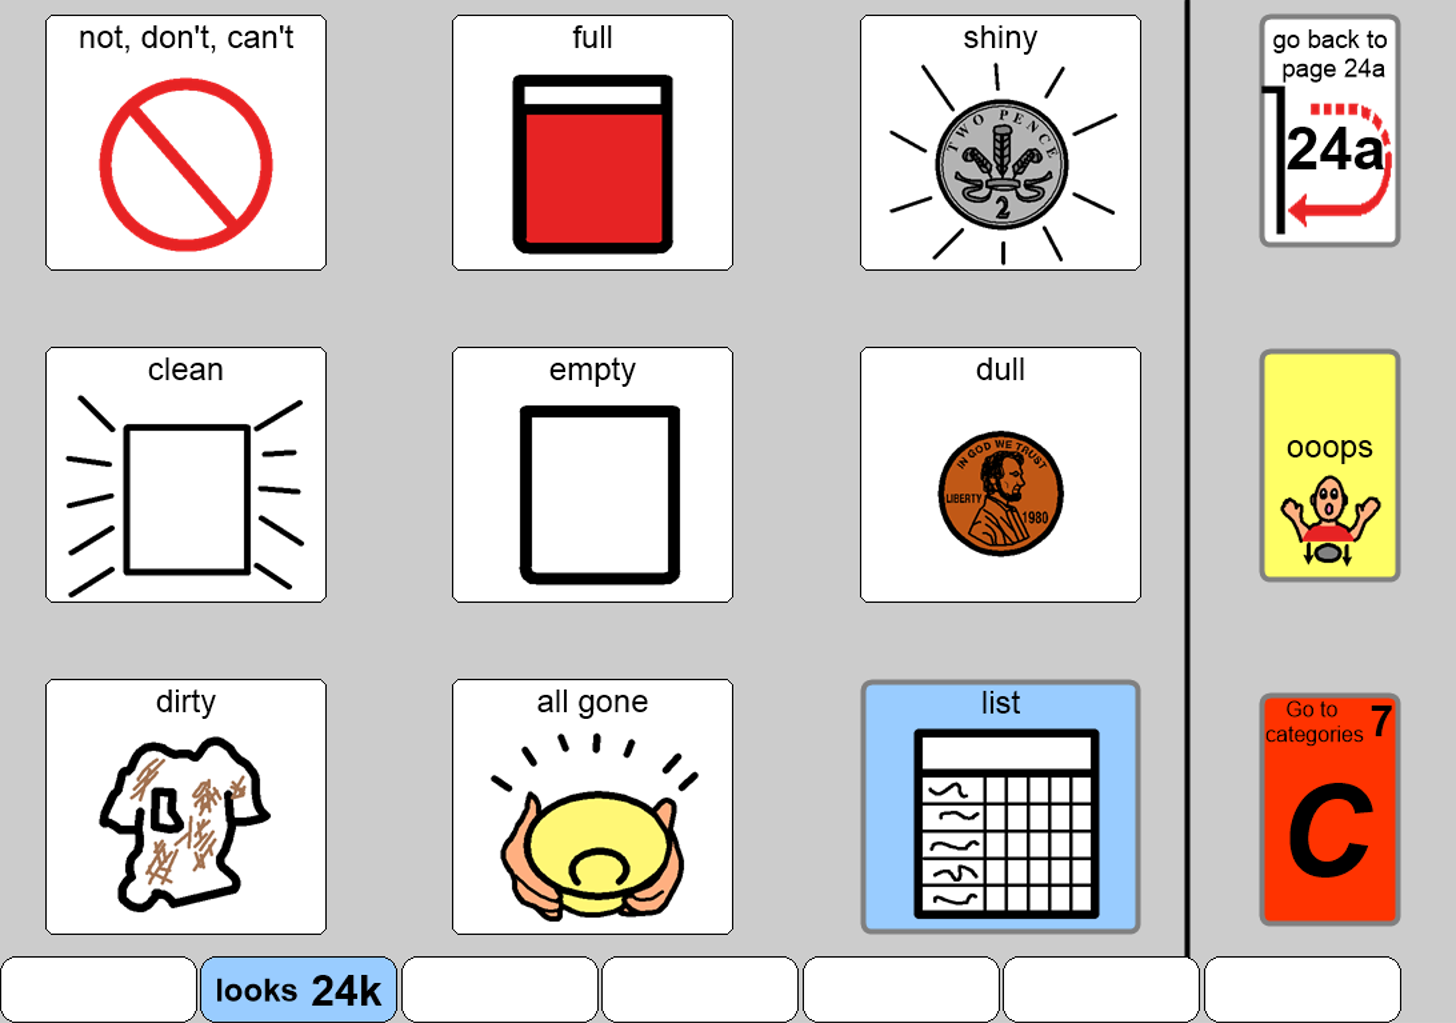 not, don't, can't
full
shiny
TWO PENCE
2
go back to
page 24a
24a
clean
empty
dull
IN GOD WE TRUST
LIBERTY
1980
ooops
dirty
all gone
list
Go to
categories 7
C
looks 24k